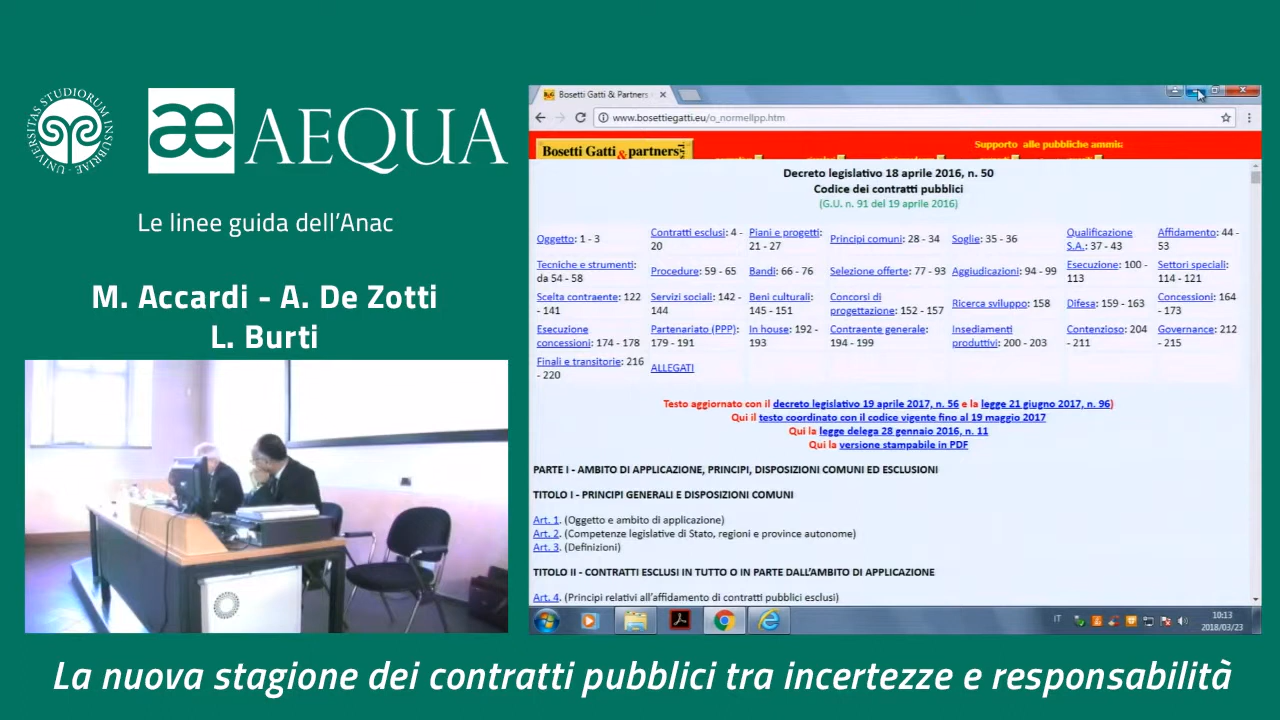 UNIVERSITAS STUDIORUM INSUBRIAE
æ AEQUA
Le linee guida dell'Anac
M. Accardi - A. De Zotti
L. Burti
Bosetti Gatti & Partners
www.bosettiegatti.eu/o_normellpp.htm
Bosetti Gatti & partners
Supporto alle pubbliche ammic
Decreto legislativo 18 aprile 2016, n. 50
Codice dei contratti pubblici
(G.U. n. 91 del 19 aprile 2016)
Oggetto: 1 - 3
Contratti esclusi: 4 - 20
Piani e progetti: 21 - 27
Principi comuni: 28 - 34
Soglie: 35 - 36
Qualificazione S.A.: 37 - 43
Affidamento: 44 - 53
Tecniche e strumenti: da 54 - 58
Procedure: 59 - 65
Bandi: 66 - 76
Selezione offerte: 77 - 93
Aggiudicazioni: 94 - 99
Esecuzione: 100 - 113
Settori speciali: 114 - 121
Scelta contraente: 122 - 141
Servizi sociali: 142 - 144
Beni culturali: 145 - 151
Concorsi di progettazione: 152 - 157
Ricerca sviluppo: 158
Difesa: 159 - 163
Concessioni: 164 - 173
Esecuzione concessioni: 174 - 178
Partenariato (PPP): 179 - 191
In house: 192 - 193
Contraente generale: 194 - 199
Insediamenti produttivi: 200 - 203
Contenzioso: 204 - 211
Governance: 212 - 215
Finali e transitorie: 216 - 220
ALLEGATI
Testo aggiornato con il decreto legislativo 19 aprile 2017, n. 56 e la legge 21 giugno 2017, n. 96)
Qui il testo coordinato con il codice vigente fino al 19 maggio 2017
Qui la legge delega 28 gennaio 2016, n. 11
Qui la versione stampabile in PDF
PARTE I - AMBITO DI APPLICAZIONE, PRINCIPI, DISPOSIZIONI COMUNI ED ESCLUSIONI
TITOLO I - PRINCIPI GENERALI E DISPOSIZIONI COMUNI
Art. 1. (Oggetto e ambito di applicazione)
Art. 2. (Competenze legislative di Stato, regioni e province autonome)
Art. 3. (Definizioni)
TITOLO II - CONTRATTI ESCLUSI IN TUTTO O IN PARTE DALL'AMBITO DI APPLICAZIONE
Art. 4. (Principi relativi all'affidamento di contratti pubblici esclusi)
IT
10:13
2018/03/23
La nuova stagione dei contratti pubblici tra incertezze e responsabilità